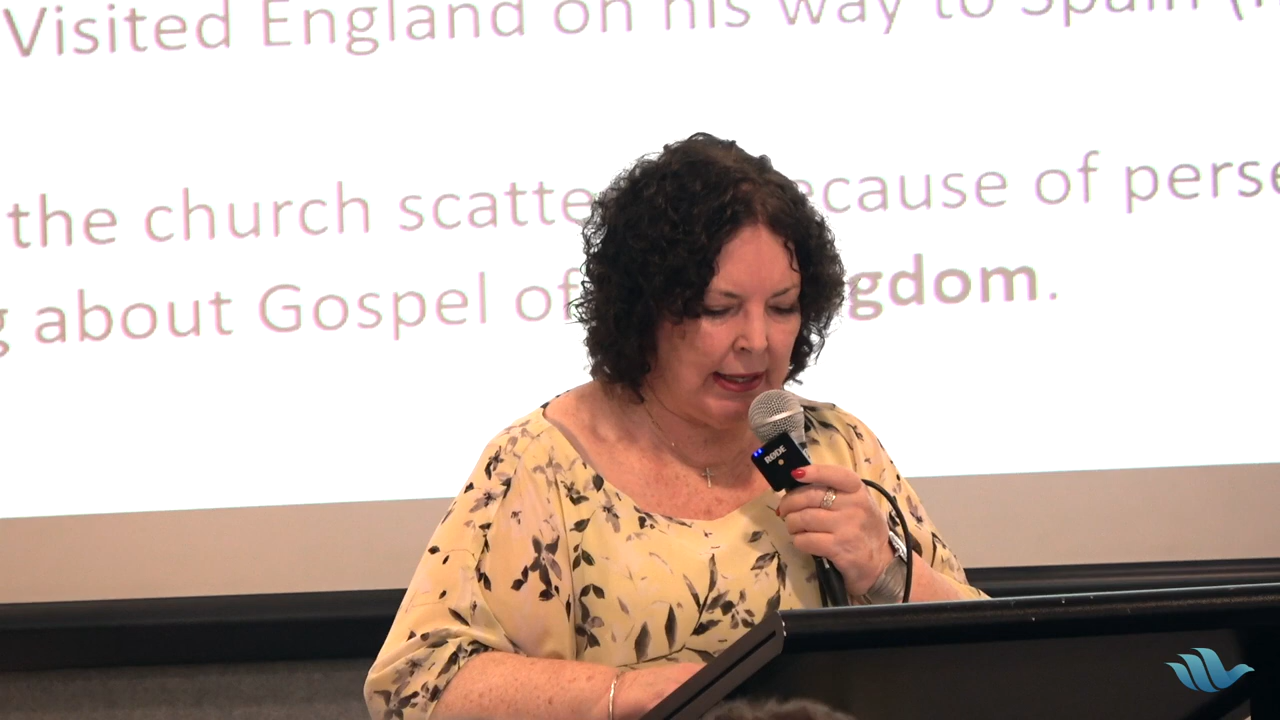 Visited England on his way to Spain
the church scatte ecause of perse
g about Gospel of gdom.
RØDE